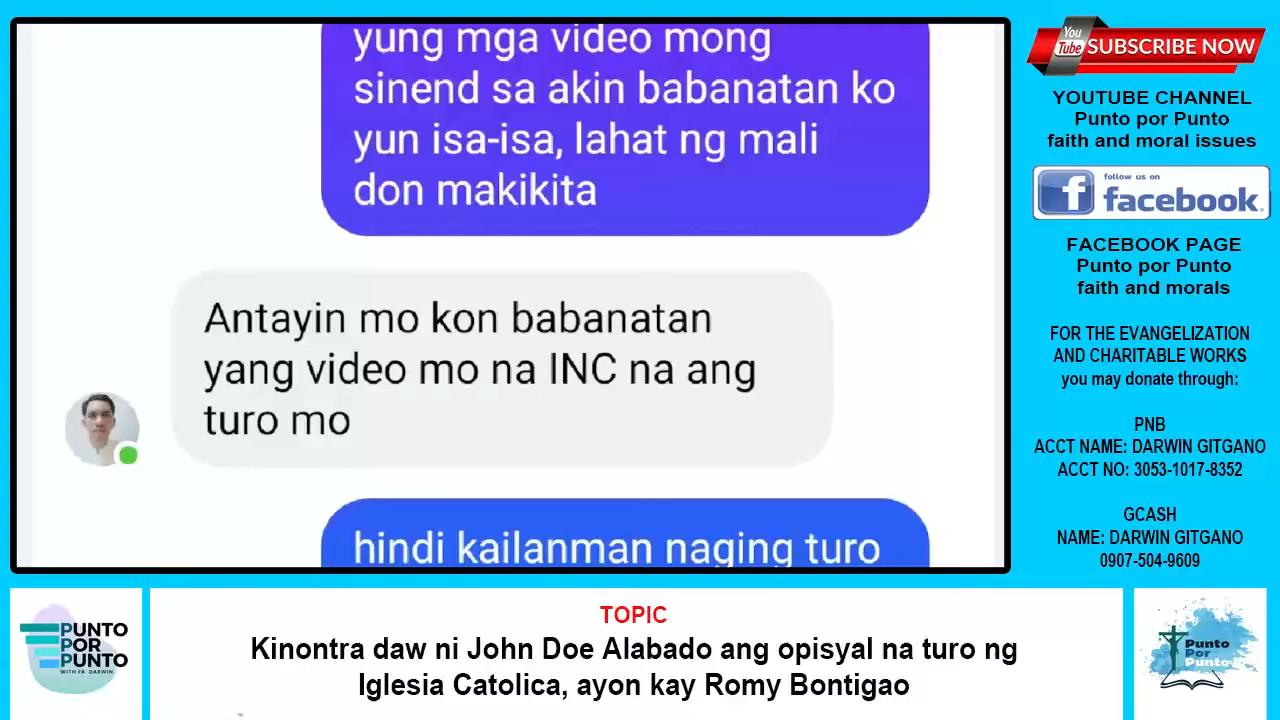 yung mga video mong
sinend sa akin babanatan ko
yun isa-isa, lahat ng mali
don makikita
Antayin mo kon babanatan
yang video mo na INC na ang
turo mo
hindi kailanman naging turo
You
Tube
SUBSCRIBE NOW
YOUTUBE CHANNEL
Punto por Punto
faith and moral issues
follow us on
facebook.
FACEBOOK PAGE
Punto por Punto
faith and morals
FOR THE EVANGELIZATION
AND CHARITABLE WORKS
you may donate through:
PNB
ACCT NAME: DARWIN GITGANO
ACCT NO: 3053-1017-8352
GCASH
NAME: DARWIN GITGANO
0907-504-9609
PUNTO
POR
PUNTO
WITH FR. DARWIN
TOPIC
Kinontra daw ni John Doe Alabado ang opisyal na turo ng
Iglesia Catolica, ayon kay Romy Bontigao
Punto
Por
Punto